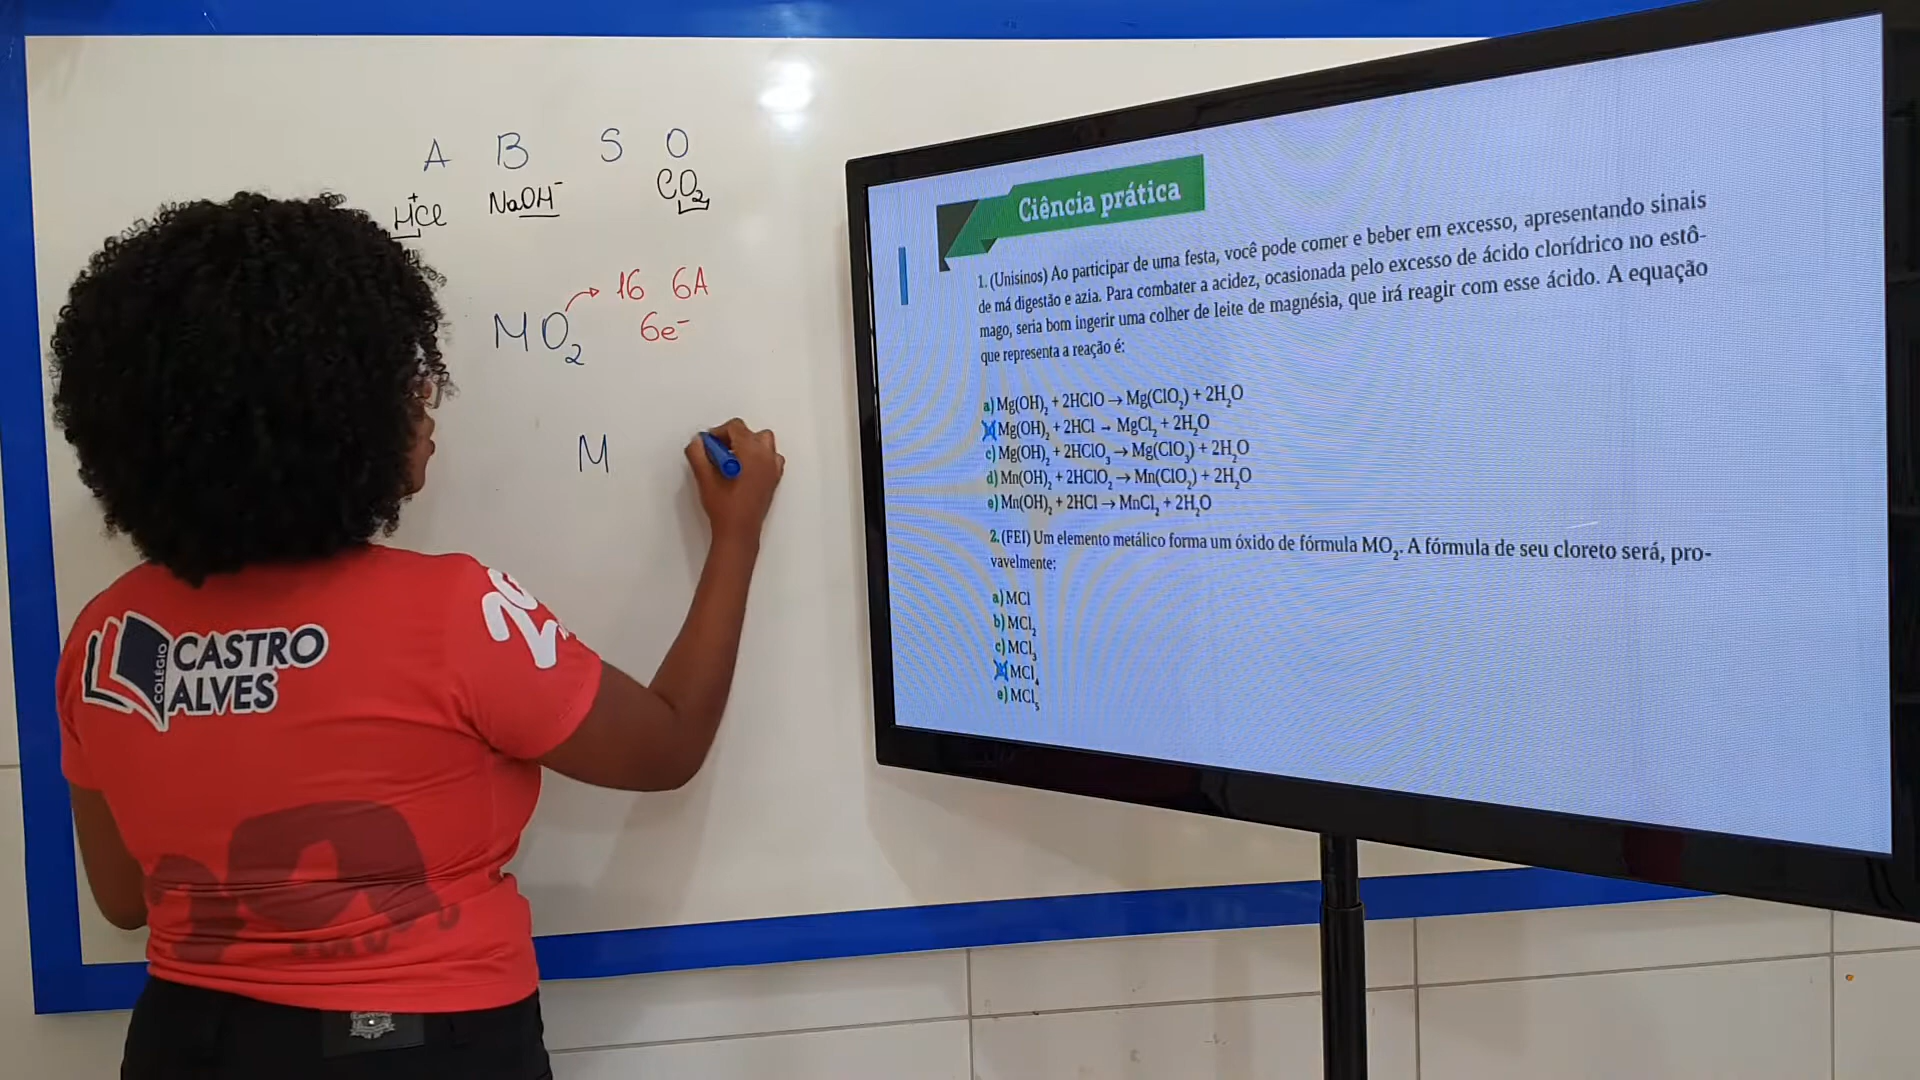 A B S O
H⁺Cl NaOH⁻ CO₂
MO₂ → 16 6A
6e⁻
M
CASTRO
ALVES
COLÉGIO
Ciência prática
1. (Unisinos) Ao participar de uma festa, você pode comer e beber em excesso, apresentando sinais
de má digestão e azia. Para combater a acidez, ocasionada pelo excesso de ácido clorídrico no estô-
mago, seria bom ingerir uma colher de leite de magnésia, que irá reagir com esse ácido. A equação
que representa a reação é:
a) Mg(OH)₂ + 2HClO → Mg(ClO₂) + 2H₂O
Mg(OH)₂ + 2HCl → MgCl₂ + 2H₂O
c) Mg(OH)₂ + 2HClO₃ → Mg(ClO₃) + 2H₂O
d) Mn(OH)₂ + 2HClO₂ → Mn(ClO₂) + 2H₂O
e) Mn(OH)₂ + 2HCl → MnCl₂ + 2H₂O
2. (FEI) Um elemento metálico forma um óxido de fórmula MO₂. A fórmula de seu cloreto será, pro-
vavelmente:
a) MCl
b) MCl₂
c) MCl₃
MCl₄
e) MCl₅